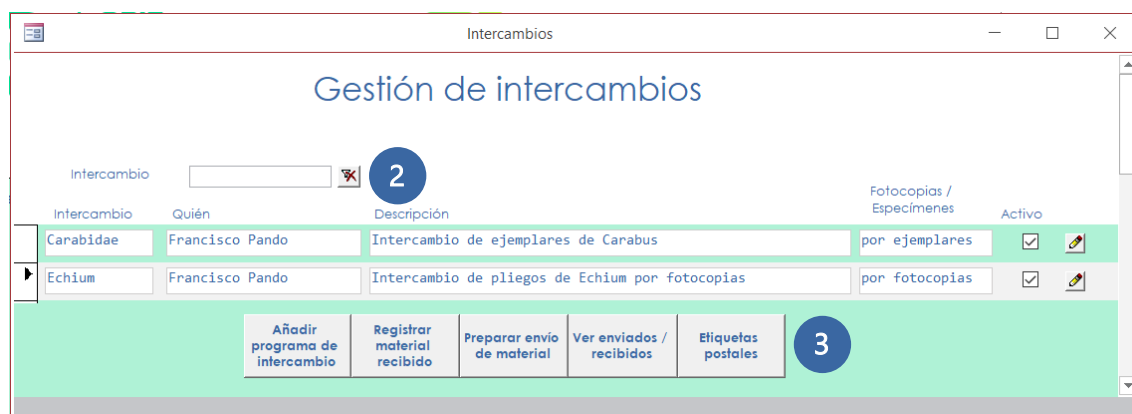 Intercambios
Gestión de intercambios
Intercambio
2
Fotocopias /
Especímenes
Intercambio Quién Descripción Activo
Carabidae Francisco Pando Intercambio de ejemplares de Carabus por ejemplares
Echium Francisco Pando Intercambio de pliegos de Echium por fotocopias por fotocopias
Añadir programa de intercambio
Registrar material recibido
Preparar envío de material
Ver enviados / recibidos
Etiquetas postales
3